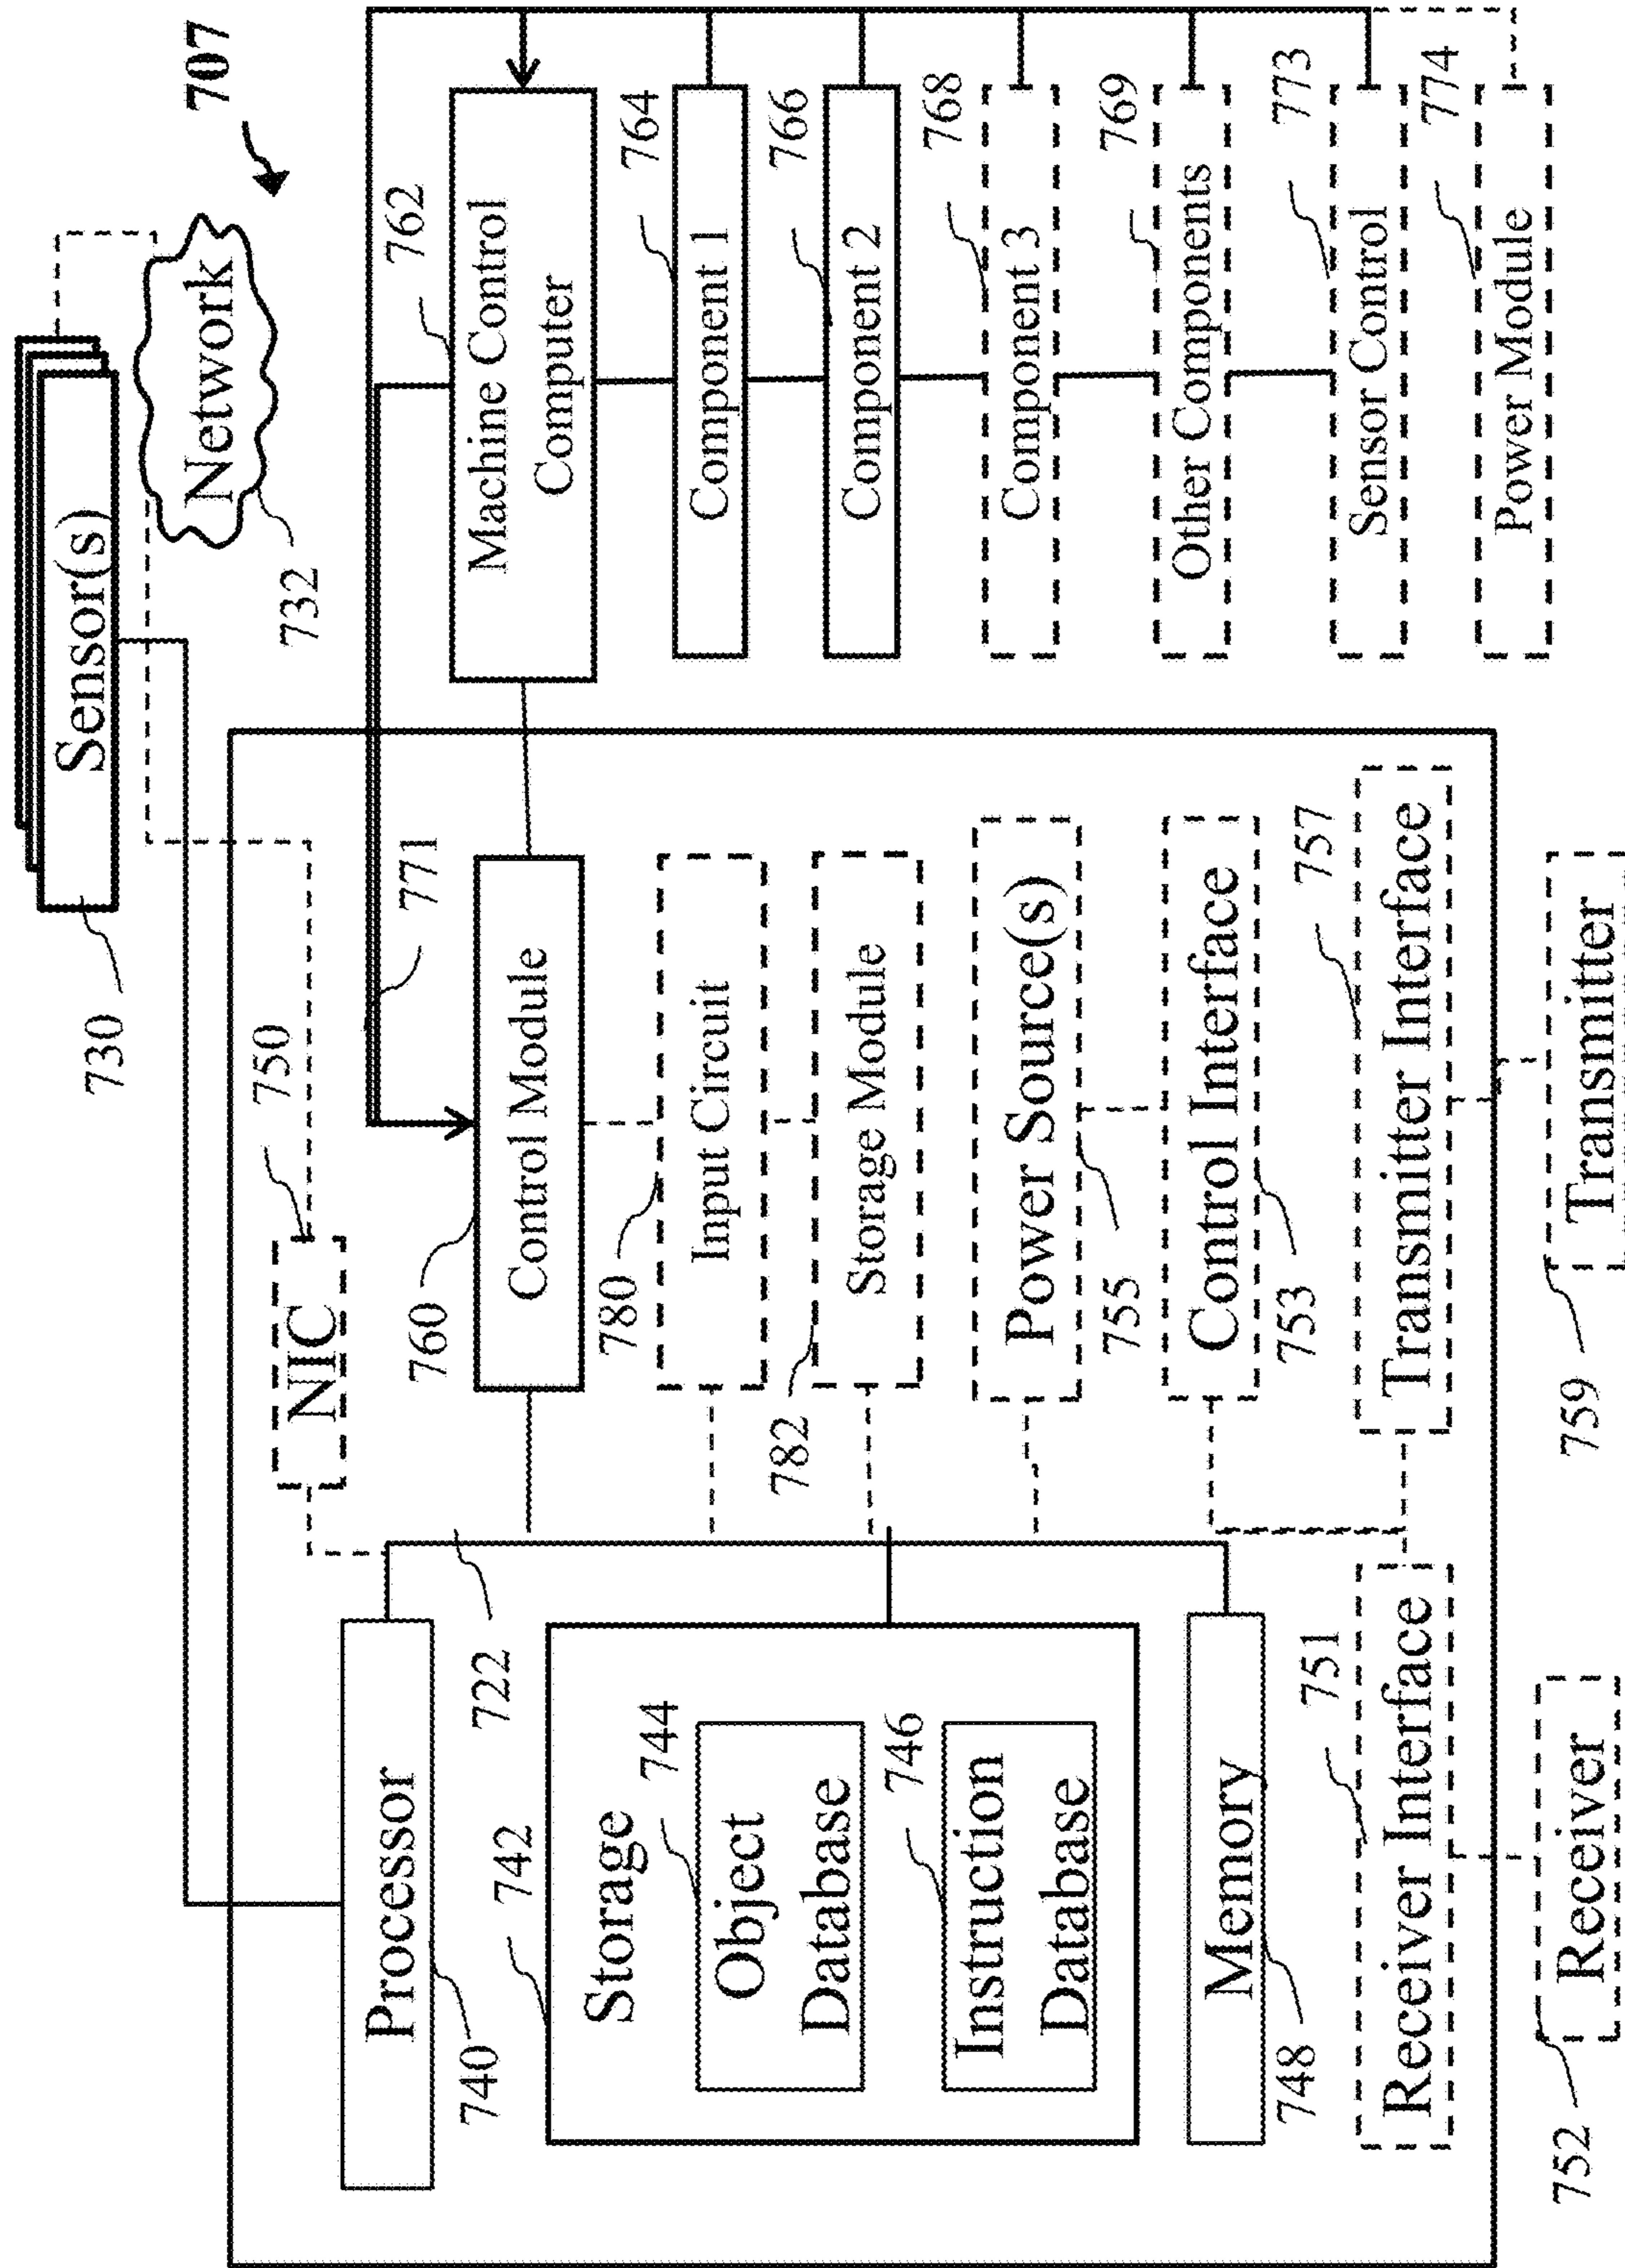 707
Sensor(s)
730
Network
732
NIC
750
771
Processor
740
722
Control Module
760
Machine Control
Computer
762
Storage
742
Object
Database
744
Instruction
Database
746
Input Circuit
780
Storage Module
782
Component 1
764
Component 2
766
Component 3
768
Power Source(s)
755
Memory
748
Control Interface
753
Other Components
769
Sensor Control
773
Receiver Interface
751
Transmitter Interface
757
Power Module
774
Receiver
752
Transmitter
759